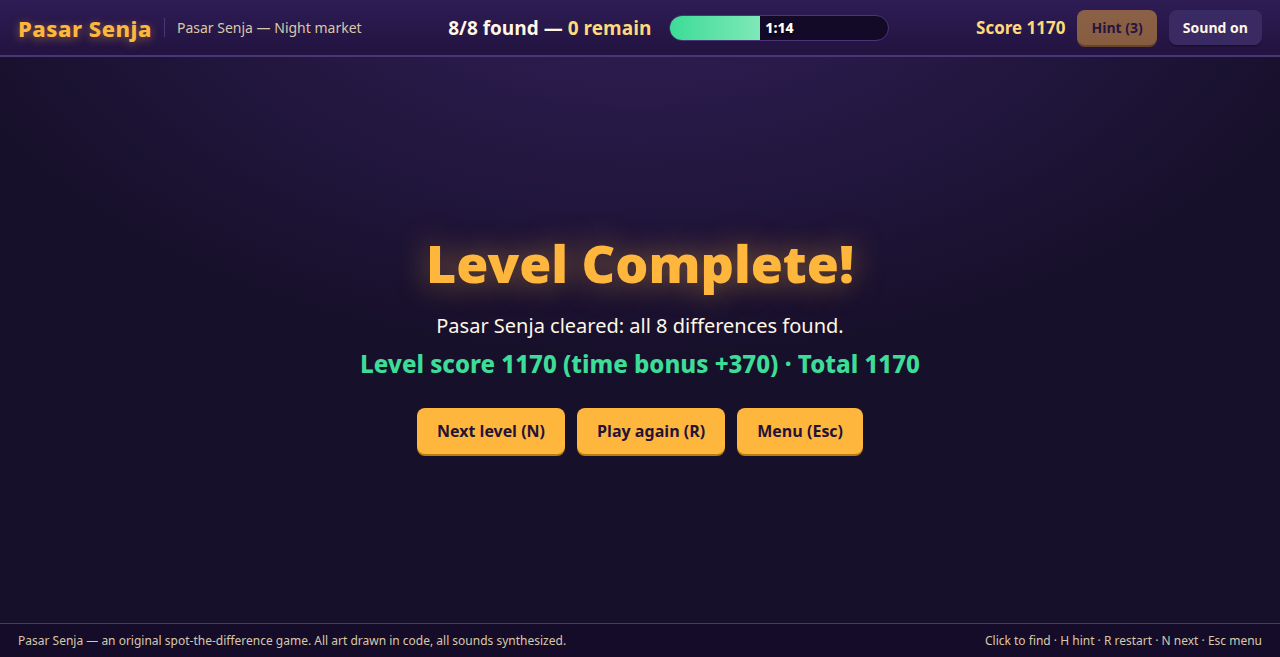 Pasar Senja
Pasar Senja — Night market
8/8 found — 0 remain
1:14
Score 1170
Hint (3)
Sound on
Level Complete!
Pasar Senja cleared: all 8 differences found.
Level score 1170 (time bonus +370) · Total 1170
Next level (N)
Play again (R)
Menu (Esc)
Pasar Senja — an original spot-the-difference game. All art drawn in code, all sounds synthesized.
Click to find · H hint · R restart · N next · Esc menu